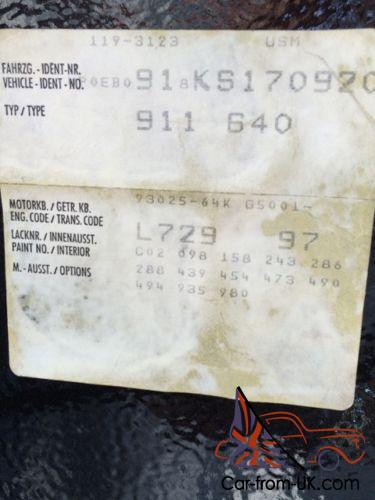 119-3123 USM
FAHRZG. - IDENT-NR.
VEHICLE - IDENT - NO. P0EB0918KS170920
TYP / TYPE 911 640
MOTORKB. / GETR. KB. 93025-64K G5001-
ENG. CODE / TRANS. CODE
LACKNR. / INNENAUSST. L729 97
PAINT NO. / INTERIOR
C02 098 158 243 286
M. - AUSST. / OPTIONS 288 439 454 473 490
494 935 980
Car-from-UK.com